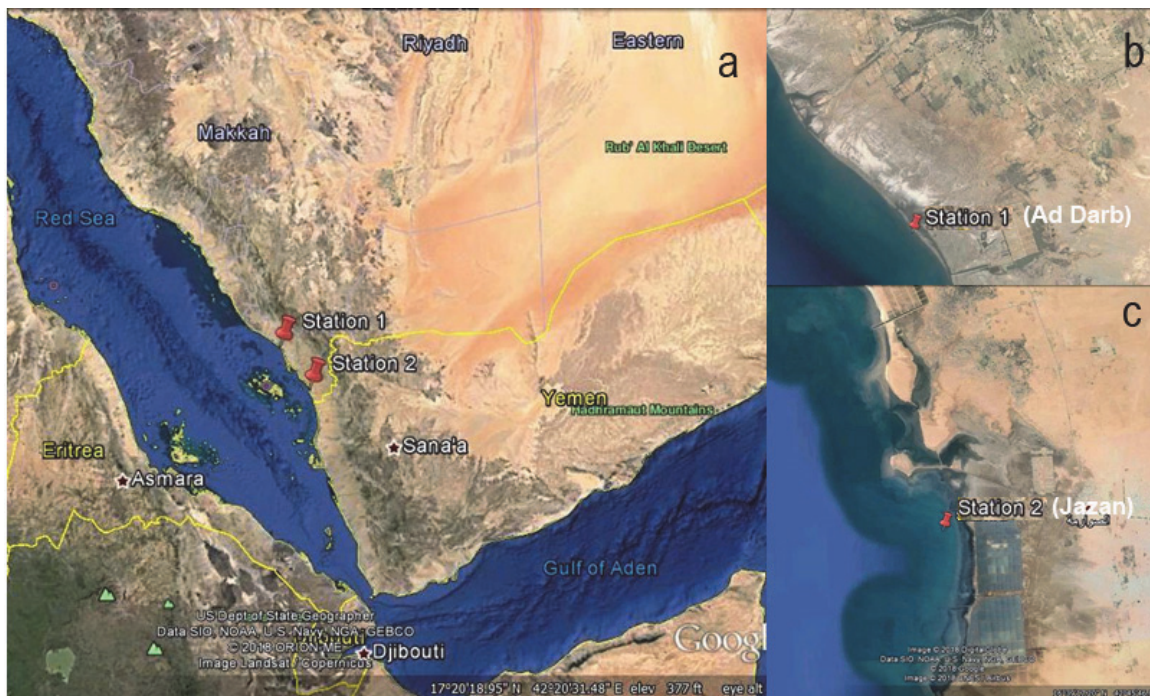 Riyadh
Eastern
a
Makkah
Rub' Al Khali Desert
Red Sea
Station 1
Station 2
Yemen
Hadhramaut Mountains
Sana'a
Eritrea
Asmara
Gulf of Aden
US Dept of State Geographer
Data SIO, NOAA, U.S. Navy, NGA, GEBCO
© 2018 ORION-ME
Image Landsat / Copernicus
Djibouti
Djibouti
Google
17°20'18.95" N 42°20'31.48" E elev 377 ft eye alt
b
Station 1 (Ad Darb)
c
Station 2 (Jazan)
Image © 2018 DigitalGlobe
Data SIO, NOAA, U.S. Navy, NGA, GEBCO
© 2018 Google
Image © 2018 CNES / Airbus